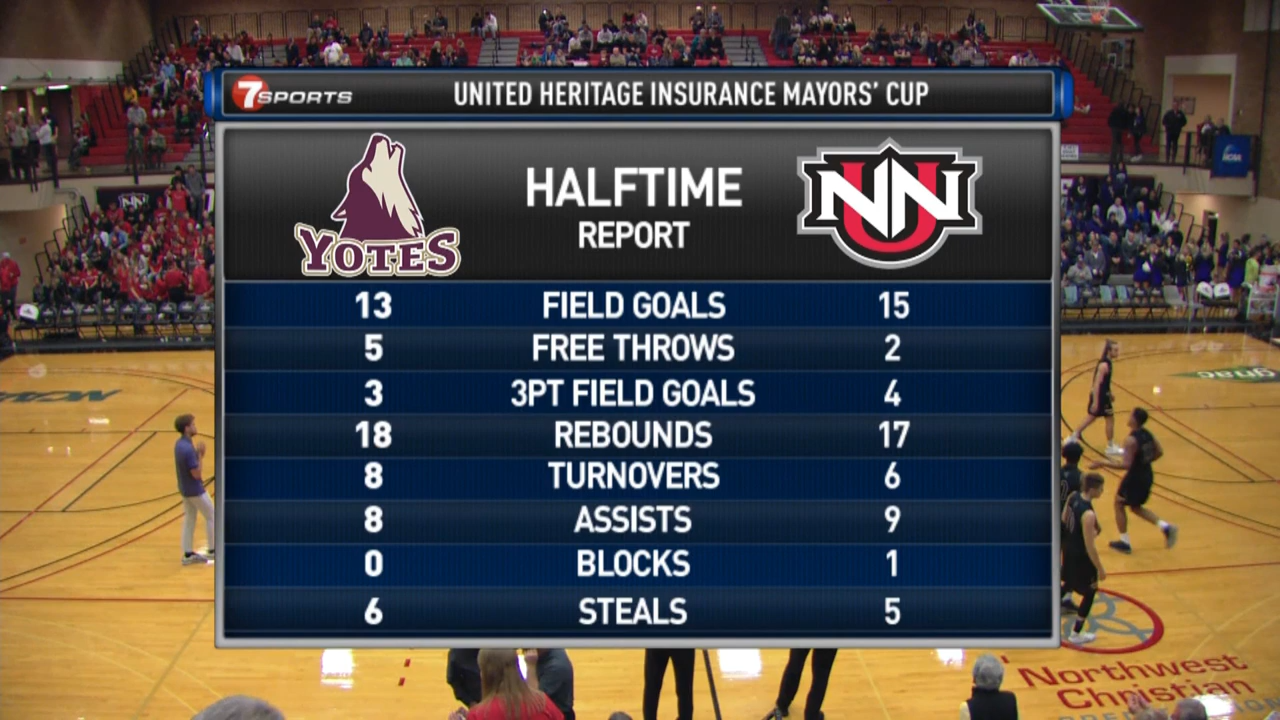 7SPORTS UNITED HERITAGE INSURANCE MAYORS' CUP
YOTES
HALFTIME
REPORT
NNU
13 FIELD GOALS 15
5 FREE THROWS 2
3 3PT FIELD GOALS 4
18 REBOUNDS 17
8 TURNOVERS 6
8 ASSISTS 9
0 BLOCKS 1
6 STEALS 5
NCAA
gnac
Northwest
Christian